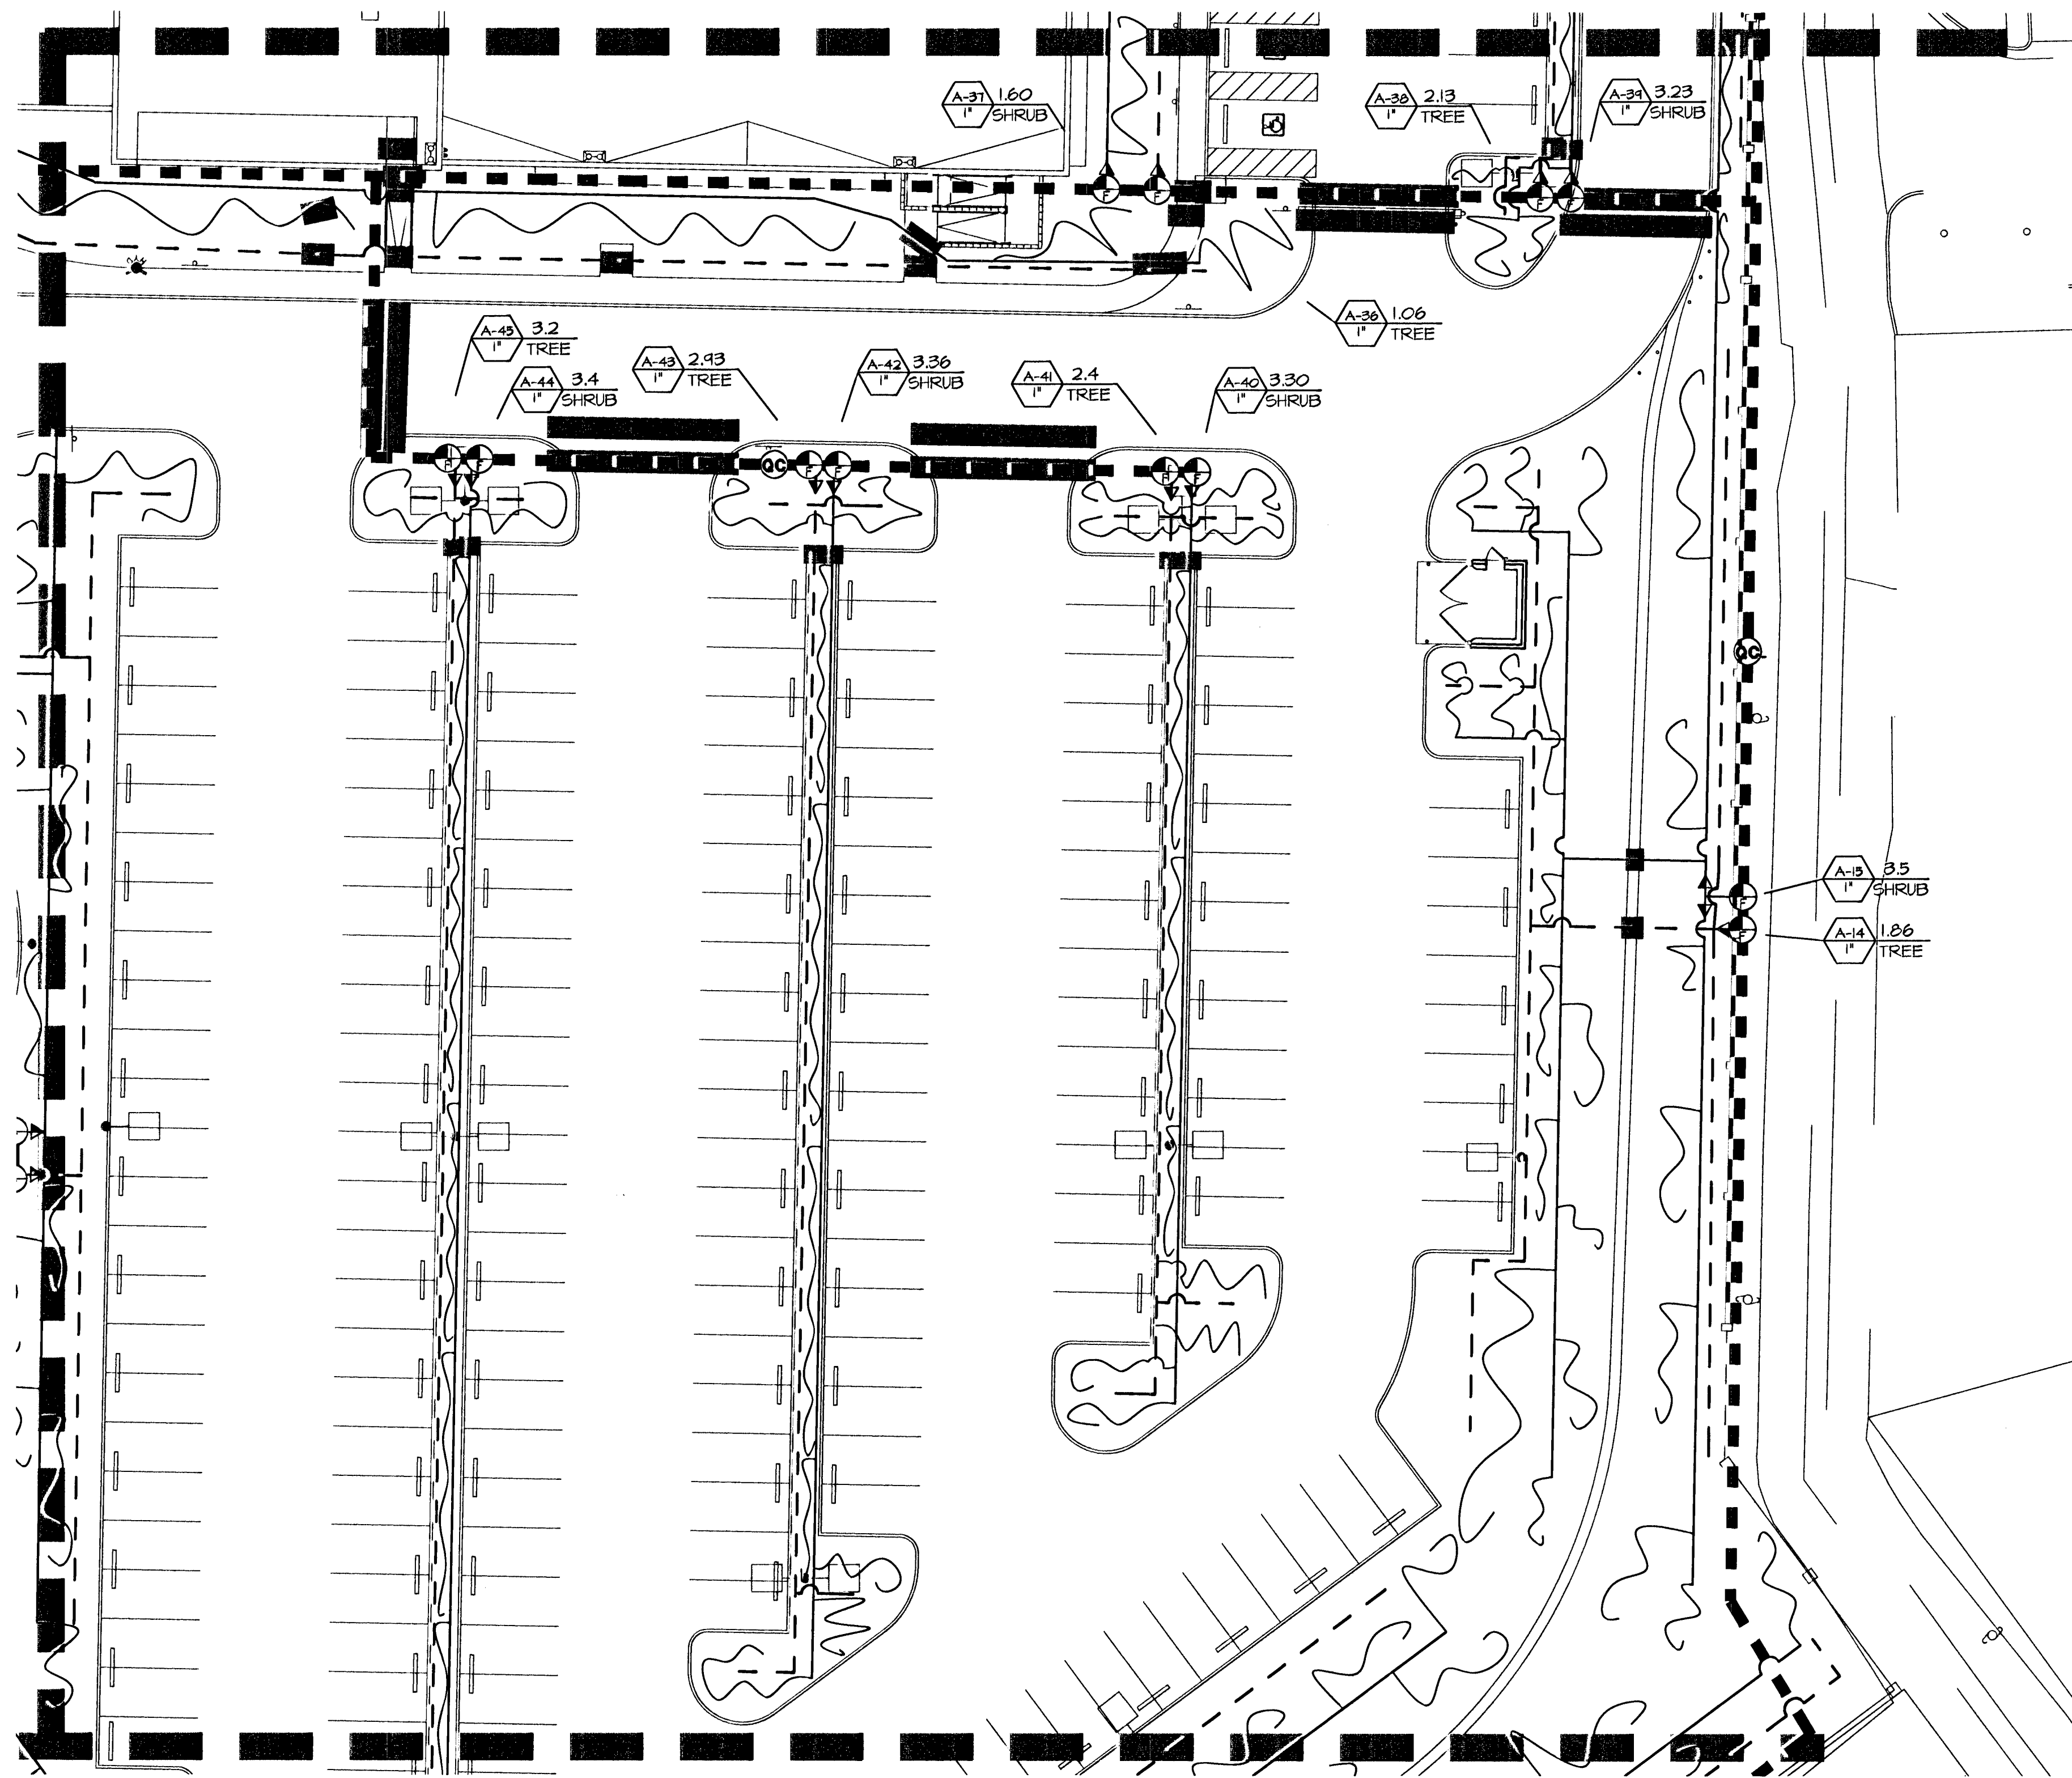 A-37 1.60
1" SHRUB
A-38 2.13
1" TREE
A-39 3.23
1" SHRUB
F F
F F
A-36 1.06
1" TREE
A-45 3.2
1" TREE
A-44 3.4
1" SHRUB
A-43 2.93
1" TREE
A-42 3.36
1" SHRUB
A-41 2.4
1" TREE
A-40 3.30
1" SHRUB
F F
QC F F
F F
QC
A-15 3.5
1" SHRUB
F
A-14 1.86
1" TREE
F